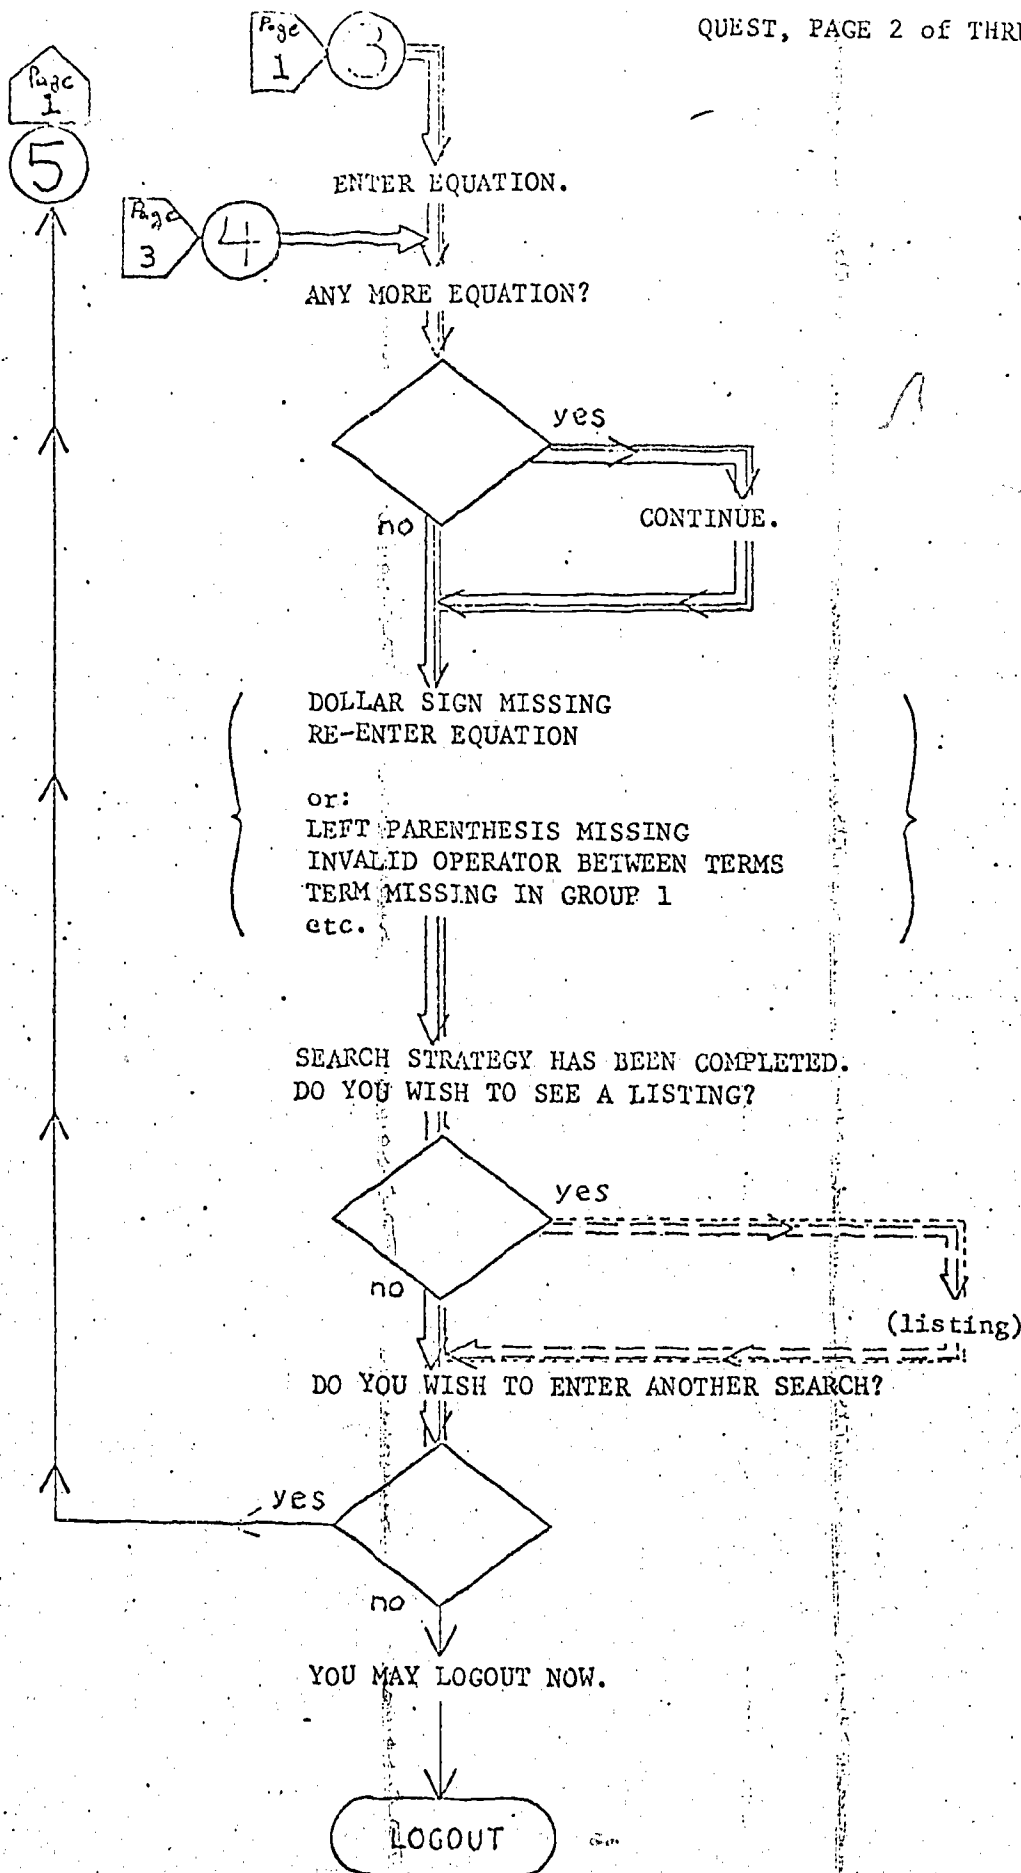 QUEST, PAGE 2 of
Page
1
3
Page
1
5
ENTER EQUATION.
Page
3
4
ANY MORE EQUATION?
yes
CONTINUE.
no
DOLLAR SIGN MISSING
RE-ENTER EQUATION
or:
LEFT PARENTHESIS MISSING
INVALID OPERATOR BETWEEN TERMS
TERM MISSING IN GROUP 1
etc.
SEARCH STRATEGY HAS BEEN COMPLETED.
DO YOU WISH TO SEE A LISTING?
yes
no
(listing)
DO YOU WISH TO ENTER ANOTHER SEARCH?
yes
no
YOU MAY LOGOUT NOW.
LOGOUT